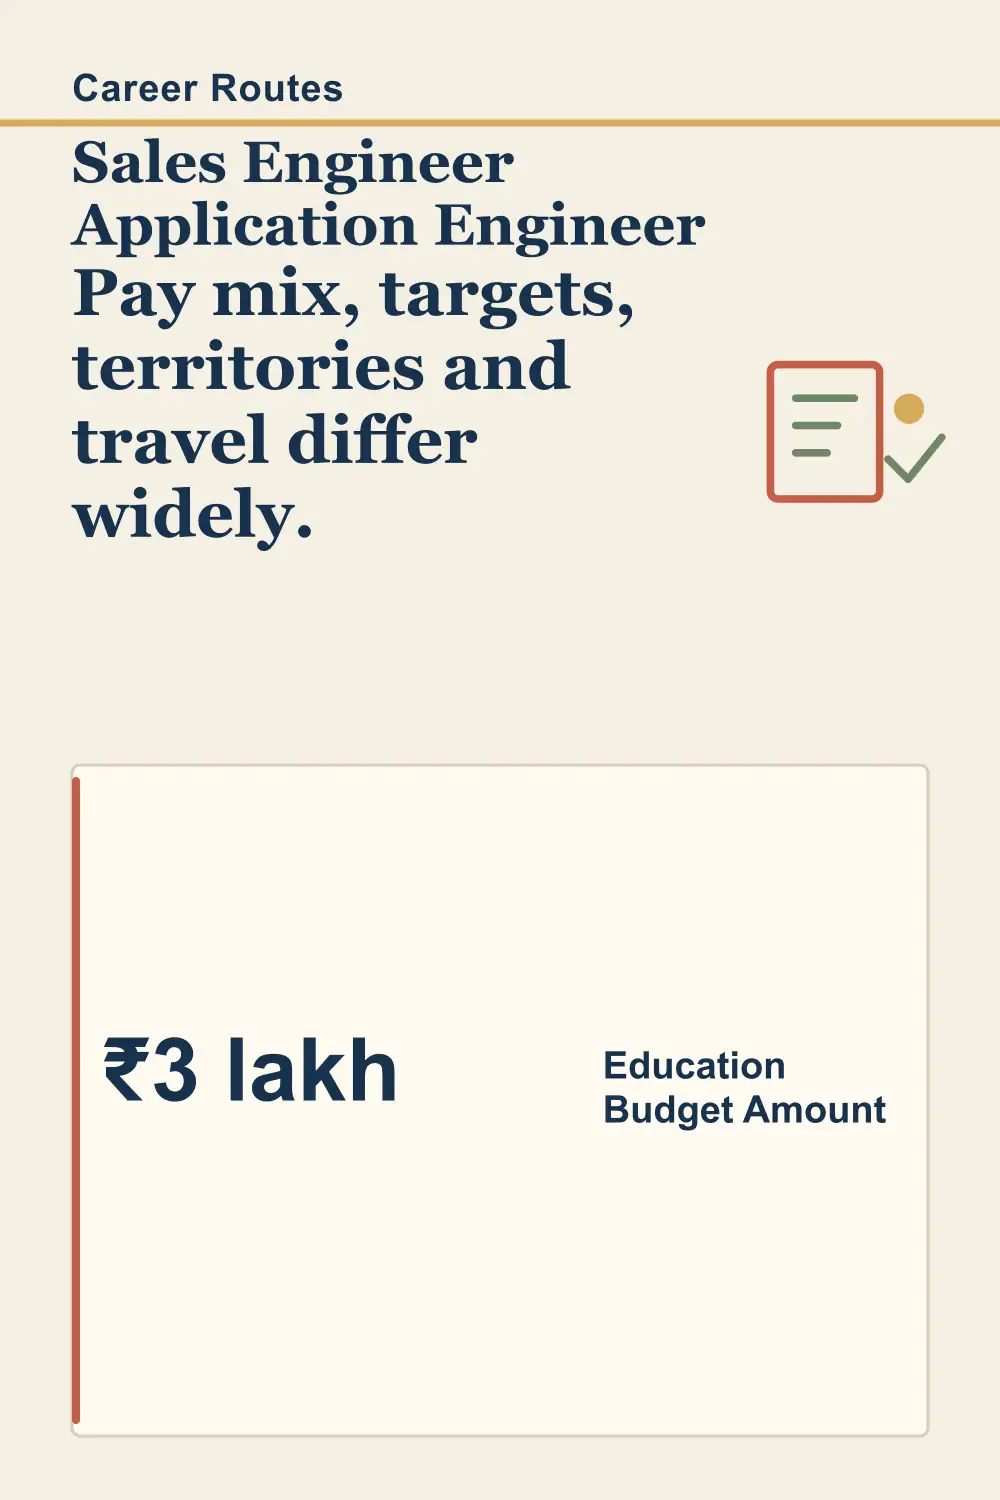 Career Routes
Sales Engineer
Application Engineer
Pay mix, targets,
territories and
travel differ
widely.
₹3 lakh
Education
Budget Amount